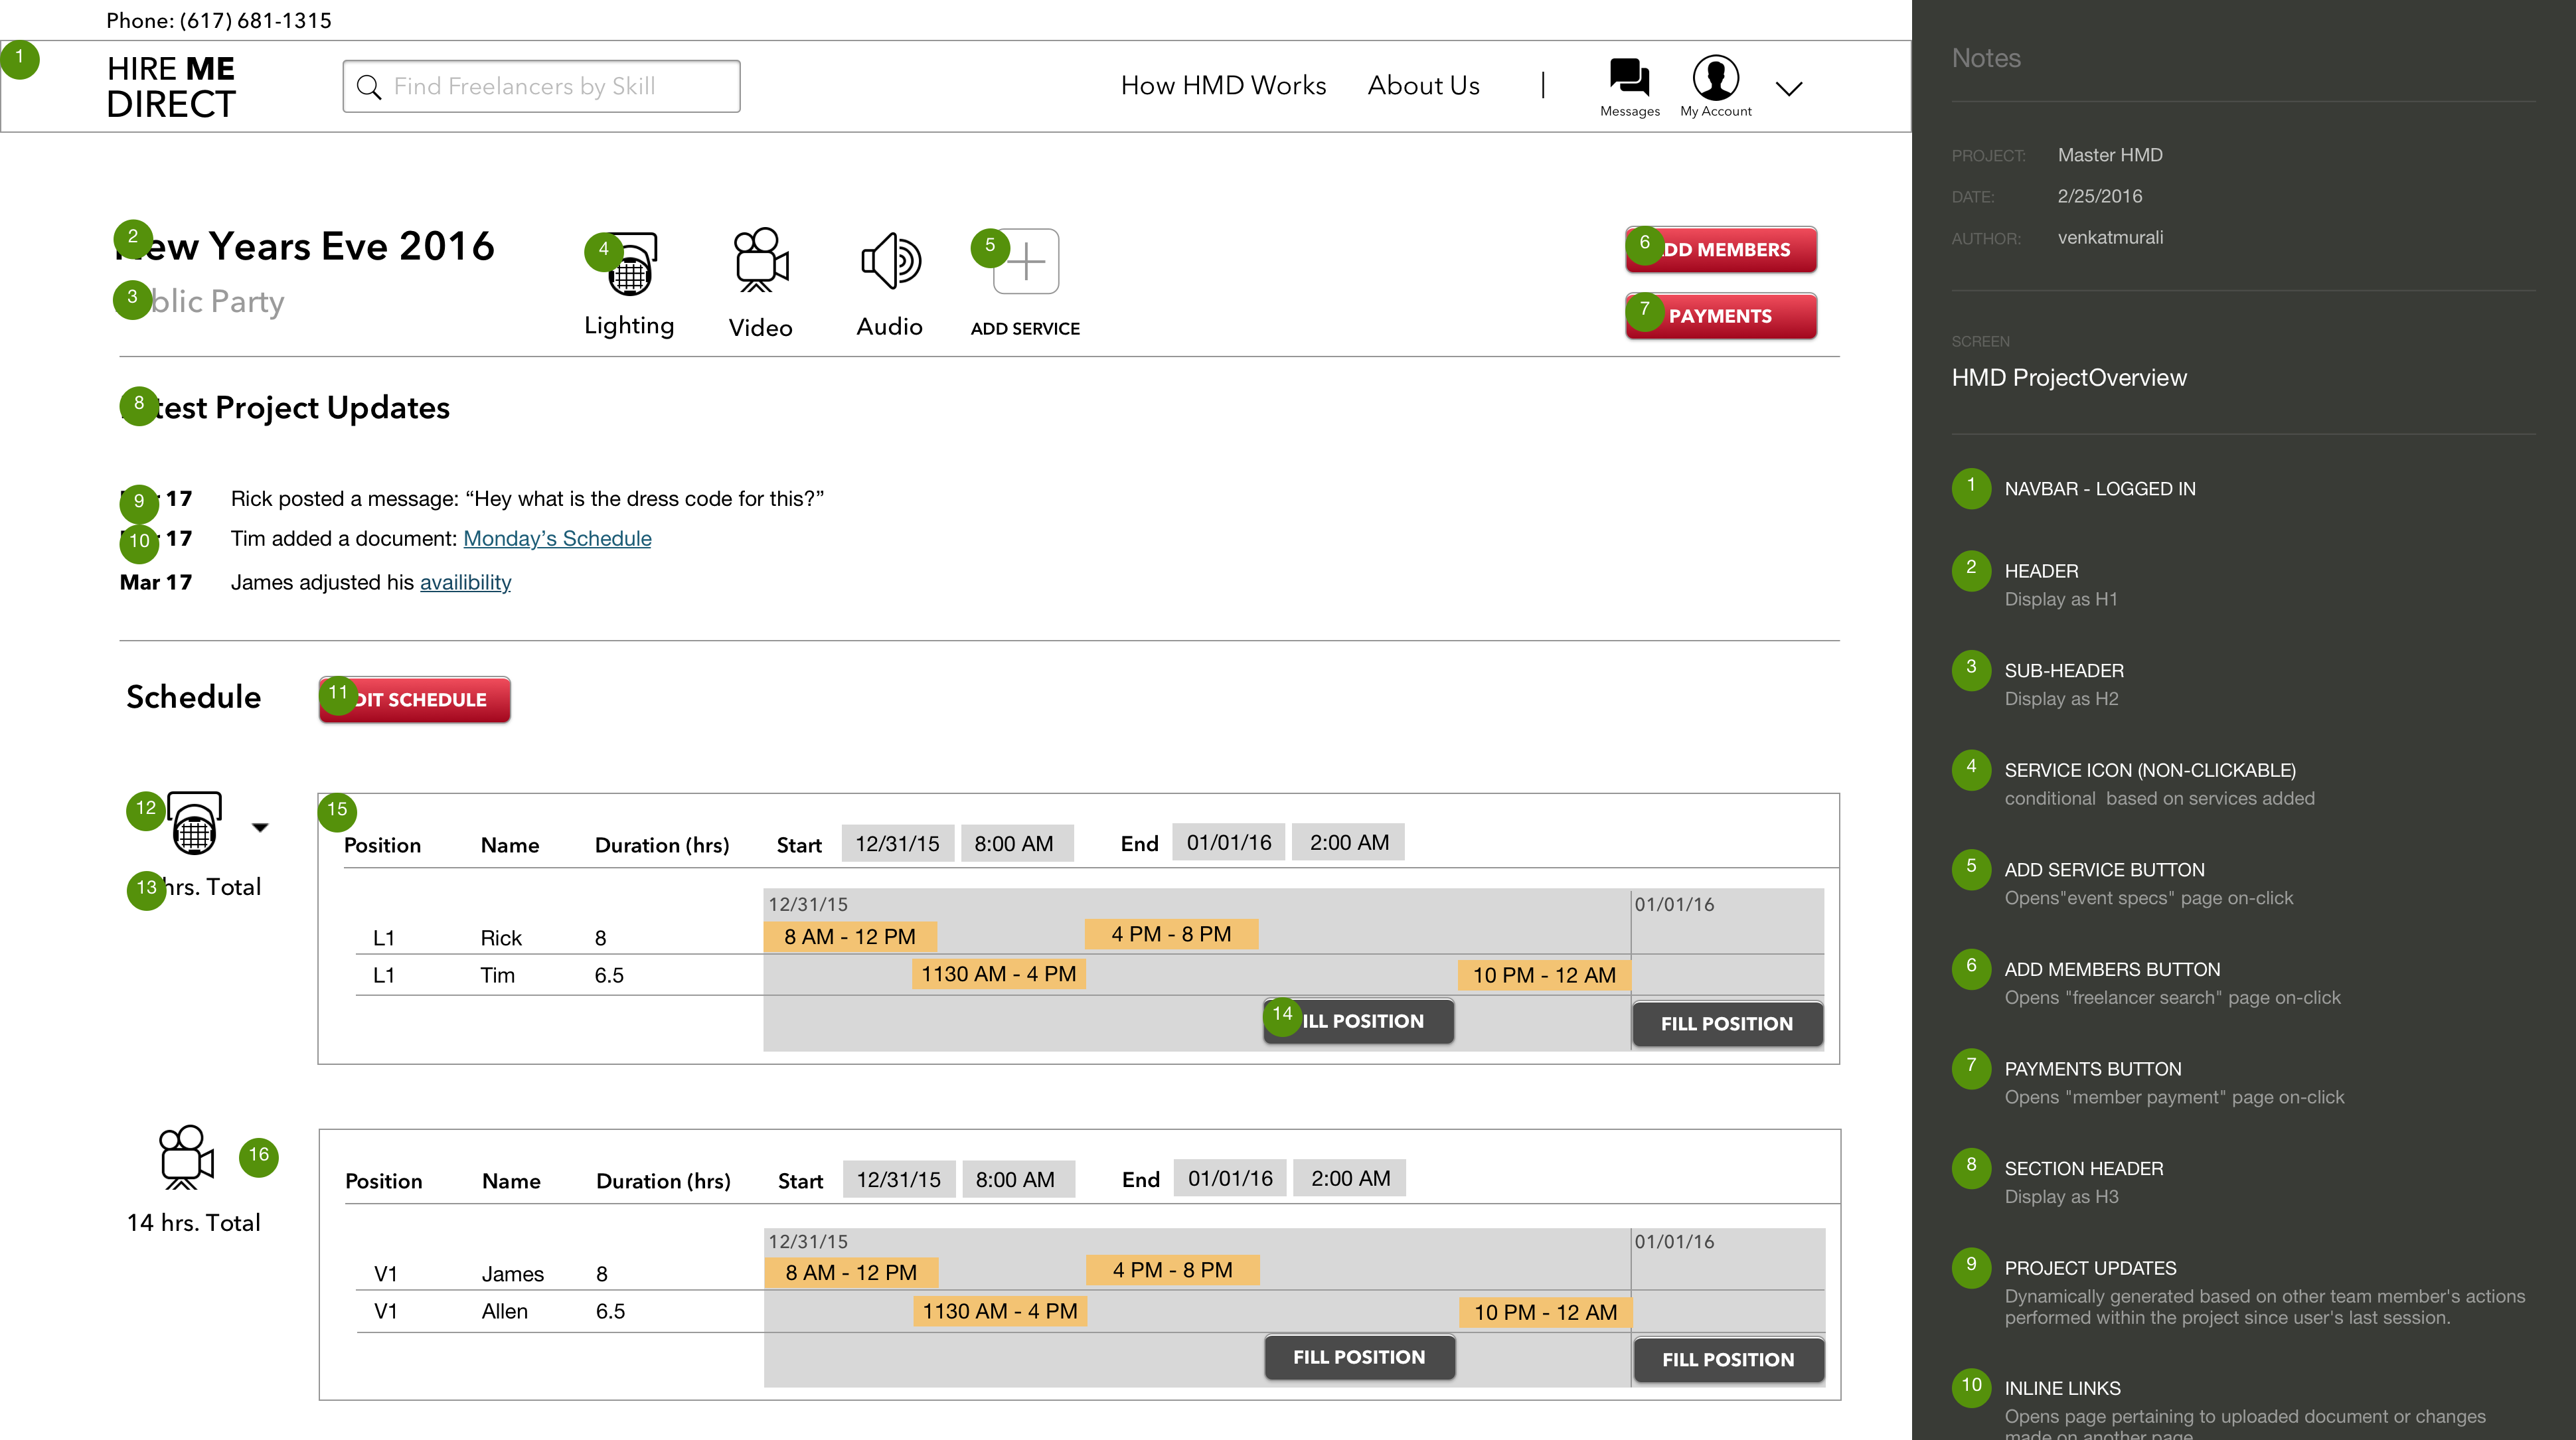 Phone: (617) 681-1315
1
HIRE ME
DIRECT
Find Freelancers by Skill
How HMD Works
About Us
Messages
My Account
2
ew Years Eve 2016
3
blic Party
4
Lighting
Video
Audio
5
ADD SERVICE
6
DD MEMBERS
7
PAYMENTS
8
test Project Updates
9
17 Rick posted a message: “Hey what is the dress code for this?”
10
17 Tim added a document: Monday’s Schedule
Mar 17 James adjusted his availibility
Schedule
11
DIT SCHEDULE
12
13
hrs. Total
15
Position Name Duration (hrs) Start 12/31/15 8:00 AM End 01/01/16 2:00 AM
12/31/15 01/01/16
L1 Rick 8 8 AM - 12 PM 4 PM - 8 PM
L1 Tim 6.5 1130 AM - 4 PM 10 PM - 12 AM
14
ILL POSITION FILL POSITION
16
14 hrs. Total
Position Name Duration (hrs) Start 12/31/15 8:00 AM End 01/01/16 2:00 AM
12/31/15 01/01/16
V1 James 8 8 AM - 12 PM 4 PM - 8 PM
V1 Allen 6.5 1130 AM - 4 PM 10 PM - 12 AM
FILL POSITION FILL POSITION
Notes
PROJECT: Master HMD
DATE: 2/25/2016
AUTHOR: venkatmurali
SCREEN
HMD ProjectOverview
1 NAVBAR - LOGGED IN
2 HEADER
Display as H1
3 SUB-HEADER
Display as H2
4 SERVICE ICON (NON-CLICKABLE)
conditional  based on services added
5 ADD SERVICE BUTTON
Opens"event specs" page on-click
6 ADD MEMBERS BUTTON
Opens "freelancer search" page on-click
7 PAYMENTS BUTTON
Opens "member payment" page on-click
8 SECTION HEADER
Display as H3
9 PROJECT UPDATES
Dynamically generated based on other team member's actions
performed within the project since user's last session.
10 INLINE LINKS
Opens page pertaining to uploaded document or changes
made on another page